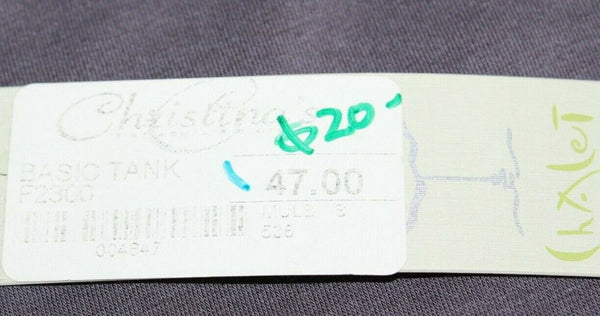 Christina's
$20-
BASIC TANK
47.00
F2300
004647
chalet